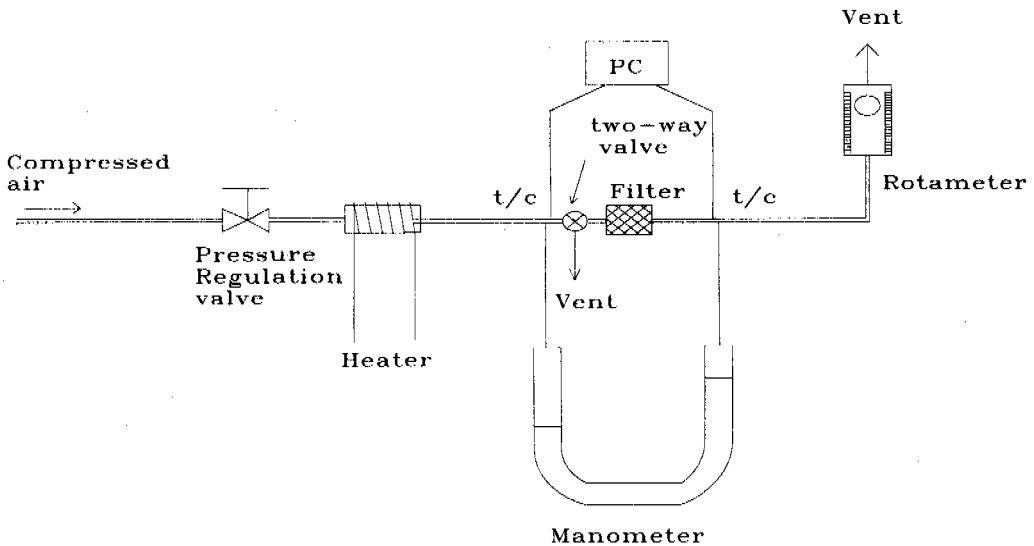 Vent
PC
two-way
valve
Compressed
air
t/c
Filter
t/c
Rotameter
Pressure
Regulation
valve
Vent
Heater
Manometer